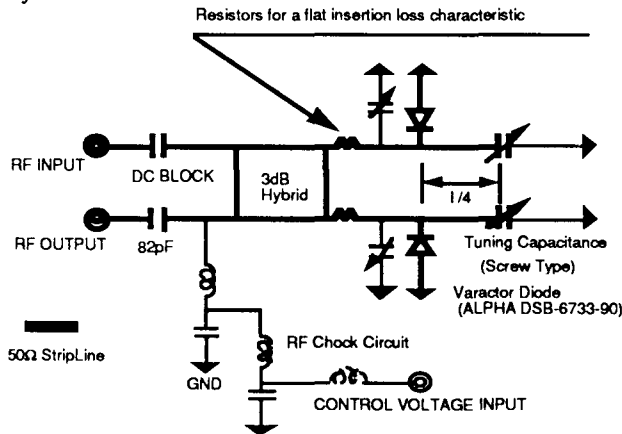 Resistors for a flat insertion loss characteristic
RF INPUT
DC BLOCK
3dB
Hybrid
1/4
RF OUTPUT
82pF
Tuning Capacitance
(Screw Type)
Varactor Diode
(ALPHA DSB-6733-90)
50Ω StripLine
RF Chock Circuit
GND
CONTROL VOLTAGE INPUT